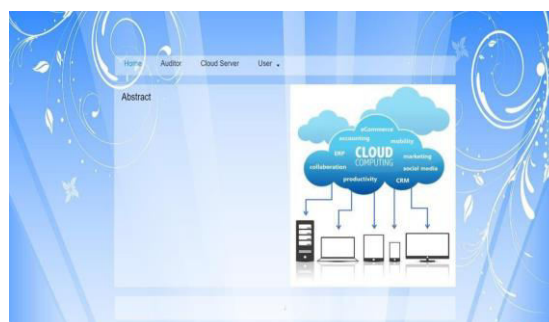 Home Auditor Cloud Server User
Abstract
eCommerce
accounting mobility
ERP CLOUD COMPUTING marketing
collaboration social media
productivity CRM